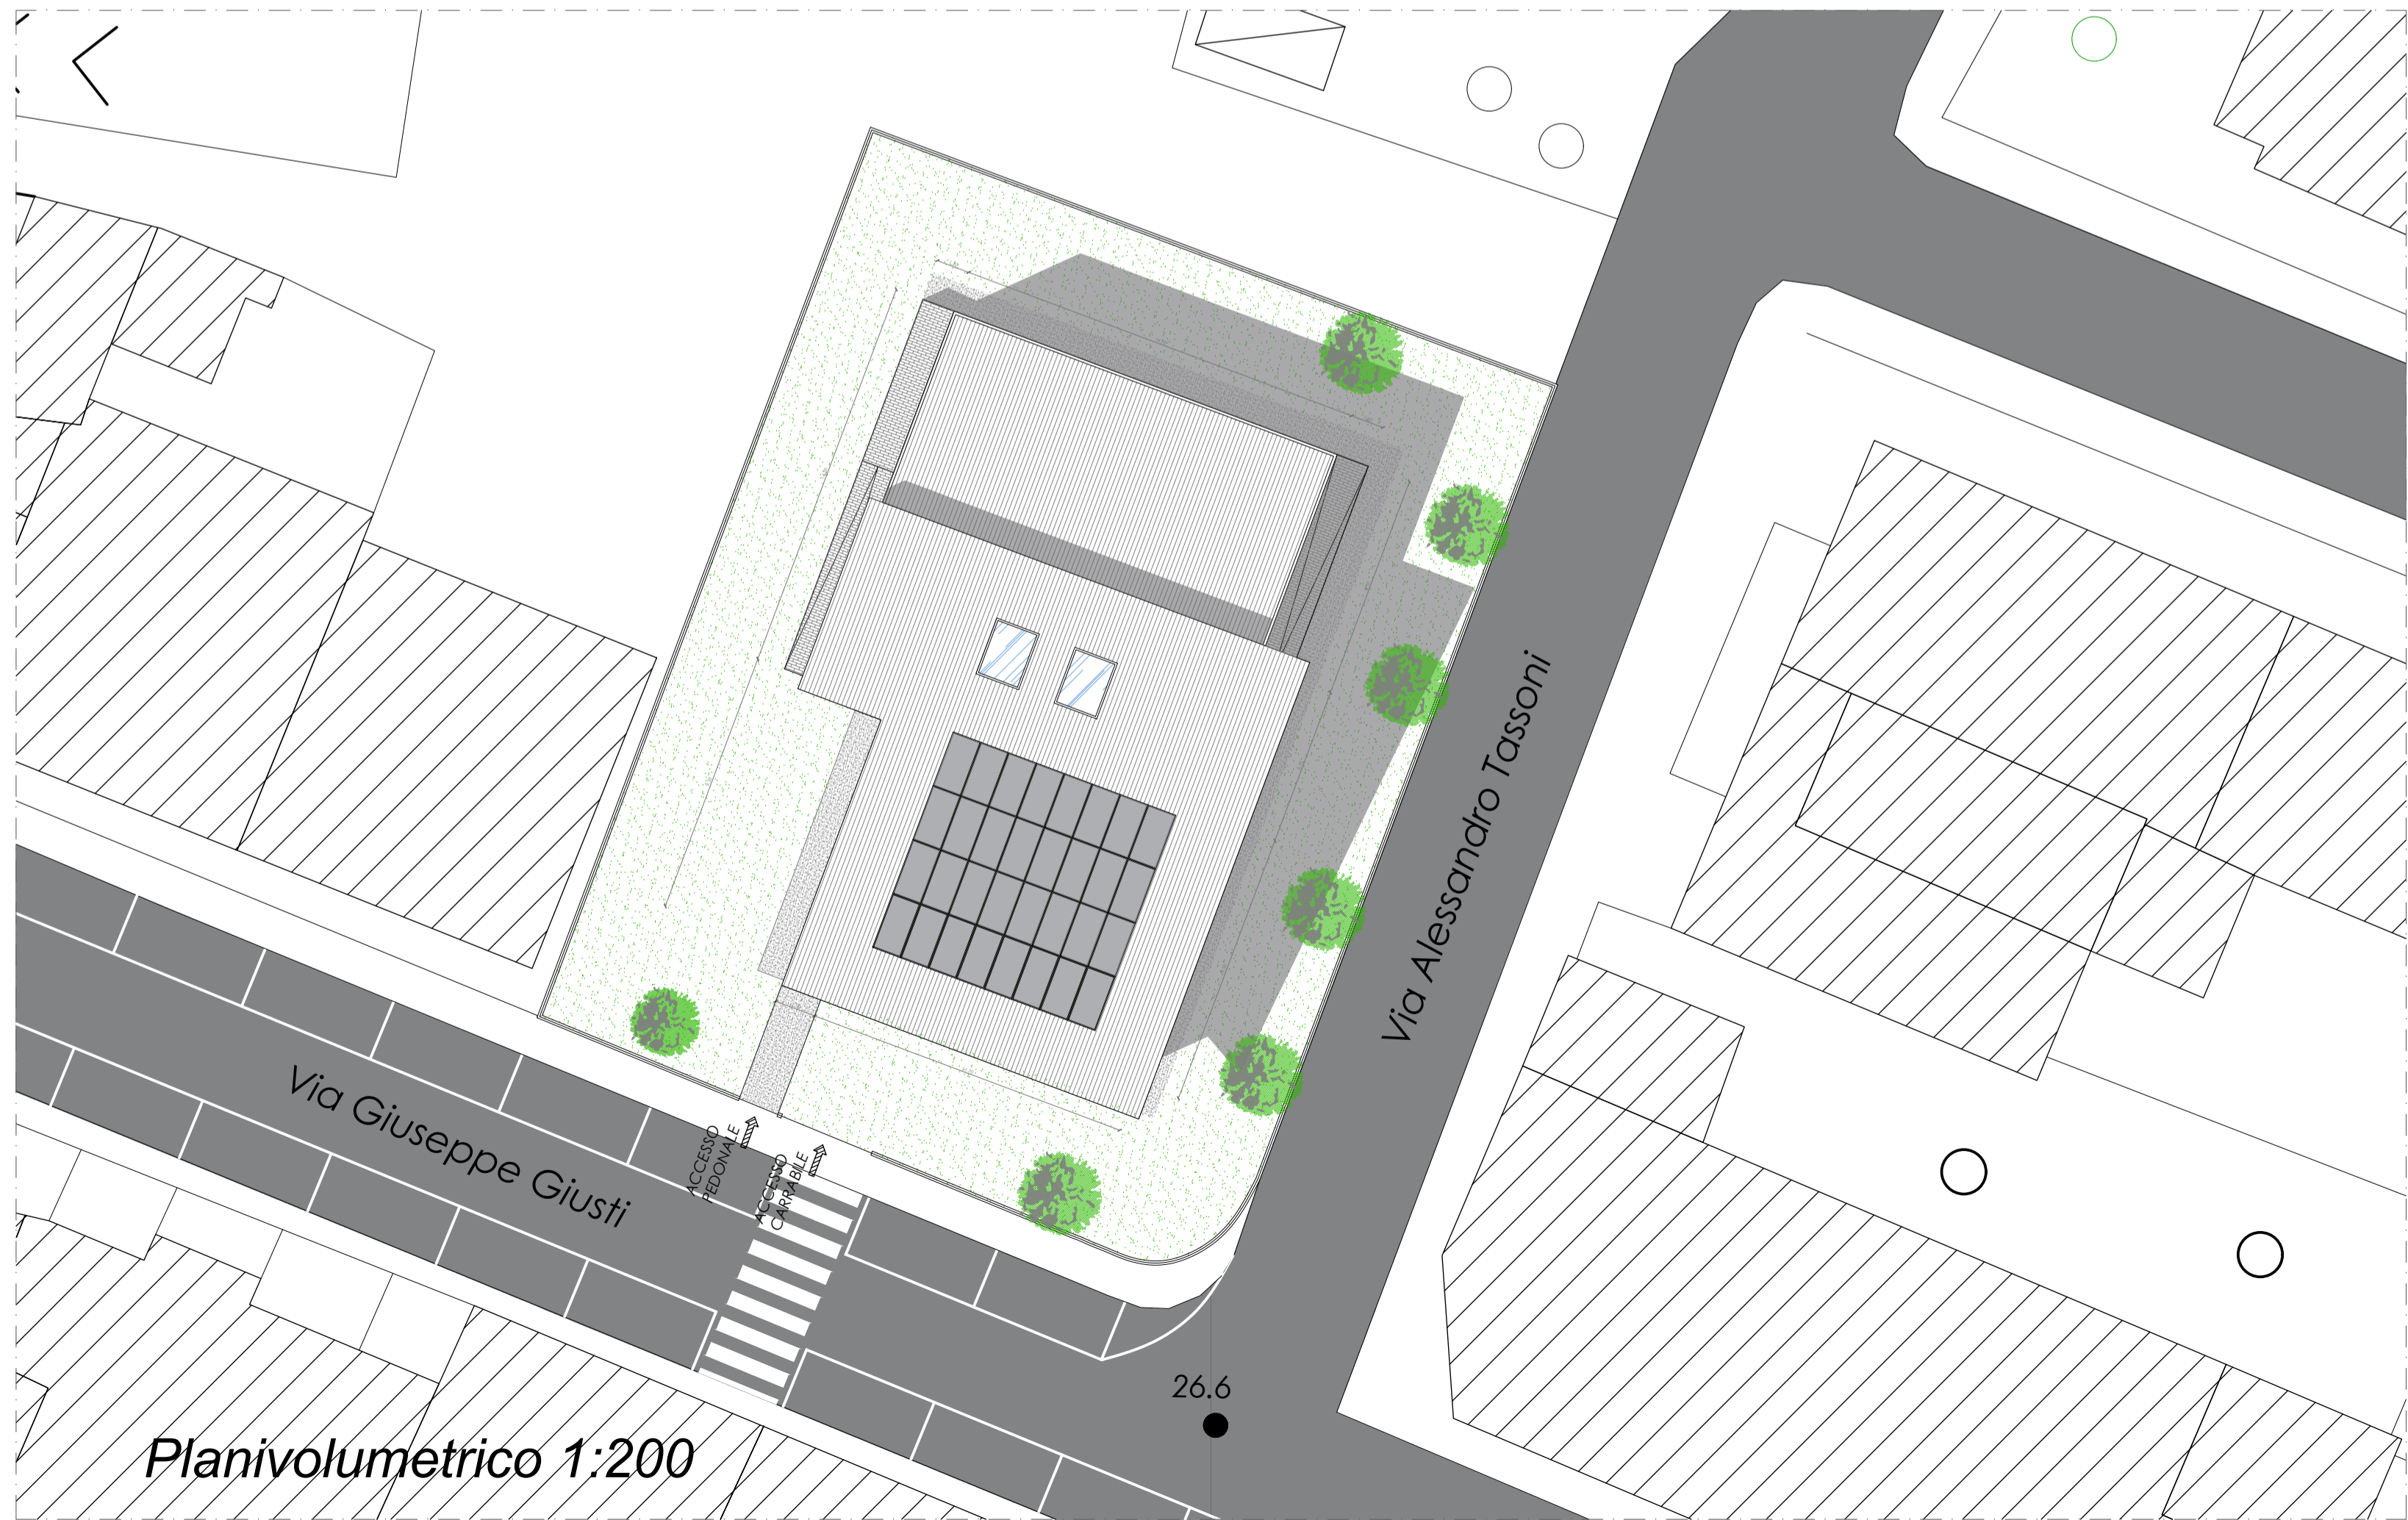 Via Alessandro Tassoni
Via Giuseppe Giusti
ACCESSO
PEDONALE
ACCESSO
CARRABILE
26.6
Planivolumetrico 1:200